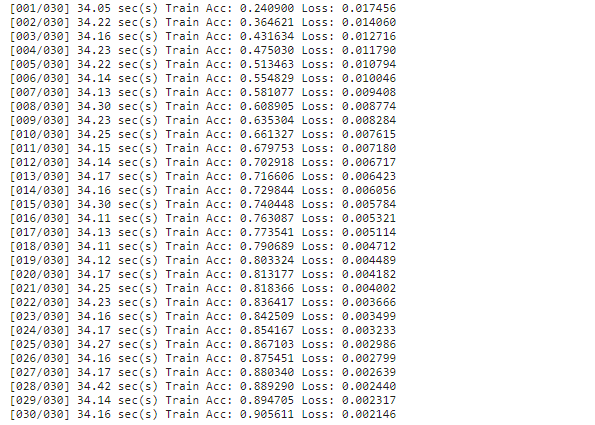 [001/030] 34.05 sec(s) Train Acc: 0.240900 Loss: 0.017456
[002/030] 34.22 sec(s) Train Acc: 0.364621 Loss: 0.014060
[003/030] 34.16 sec(s) Train Acc: 0.431634 Loss: 0.012716
[004/030] 34.23 sec(s) Train Acc: 0.475030 Loss: 0.011790
[005/030] 34.22 sec(s) Train Acc: 0.513463 Loss: 0.010794
[006/030] 34.14 sec(s) Train Acc: 0.554829 Loss: 0.010046
[007/030] 34.13 sec(s) Train Acc: 0.581077 Loss: 0.009408
[008/030] 34.30 sec(s) Train Acc: 0.608905 Loss: 0.008774
[009/030] 34.23 sec(s) Train Acc: 0.635304 Loss: 0.008284
[010/030] 34.25 sec(s) Train Acc: 0.661327 Loss: 0.007615
[011/030] 34.15 sec(s) Train Acc: 0.679753 Loss: 0.007180
[012/030] 34.14 sec(s) Train Acc: 0.702918 Loss: 0.006717
[013/030] 34.17 sec(s) Train Acc: 0.716606 Loss: 0.006423
[014/030] 34.16 sec(s) Train Acc: 0.729844 Loss: 0.006056
[015/030] 34.30 sec(s) Train Acc: 0.740448 Loss: 0.005784
[016/030] 34.11 sec(s) Train Acc: 0.763087 Loss: 0.005321
[017/030] 34.13 sec(s) Train Acc: 0.773541 Loss: 0.005114
[018/030] 34.11 sec(s) Train Acc: 0.790689 Loss: 0.004712
[019/030] 34.12 sec(s) Train Acc: 0.803324 Loss: 0.004489
[020/030] 34.17 sec(s) Train Acc: 0.813177 Loss: 0.004182
[021/030] 34.25 sec(s) Train Acc: 0.818366 Loss: 0.004002
[022/030] 34.23 sec(s) Train Acc: 0.836417 Loss: 0.003666
[023/030] 34.16 sec(s) Train Acc: 0.842509 Loss: 0.003499
[024/030] 34.17 sec(s) Train Acc: 0.854167 Loss: 0.003233
[025/030] 34.27 sec(s) Train Acc: 0.867103 Loss: 0.002986
[026/030] 34.16 sec(s) Train Acc: 0.875451 Loss: 0.002799
[027/030] 34.17 sec(s) Train Acc: 0.880340 Loss: 0.002639
[028/030] 34.42 sec(s) Train Acc: 0.889290 Loss: 0.002440
[029/030] 34.14 sec(s) Train Acc: 0.894705 Loss: 0.002317
[030/030] 34.16 sec(s) Train Acc: 0.905611 Loss: 0.002146